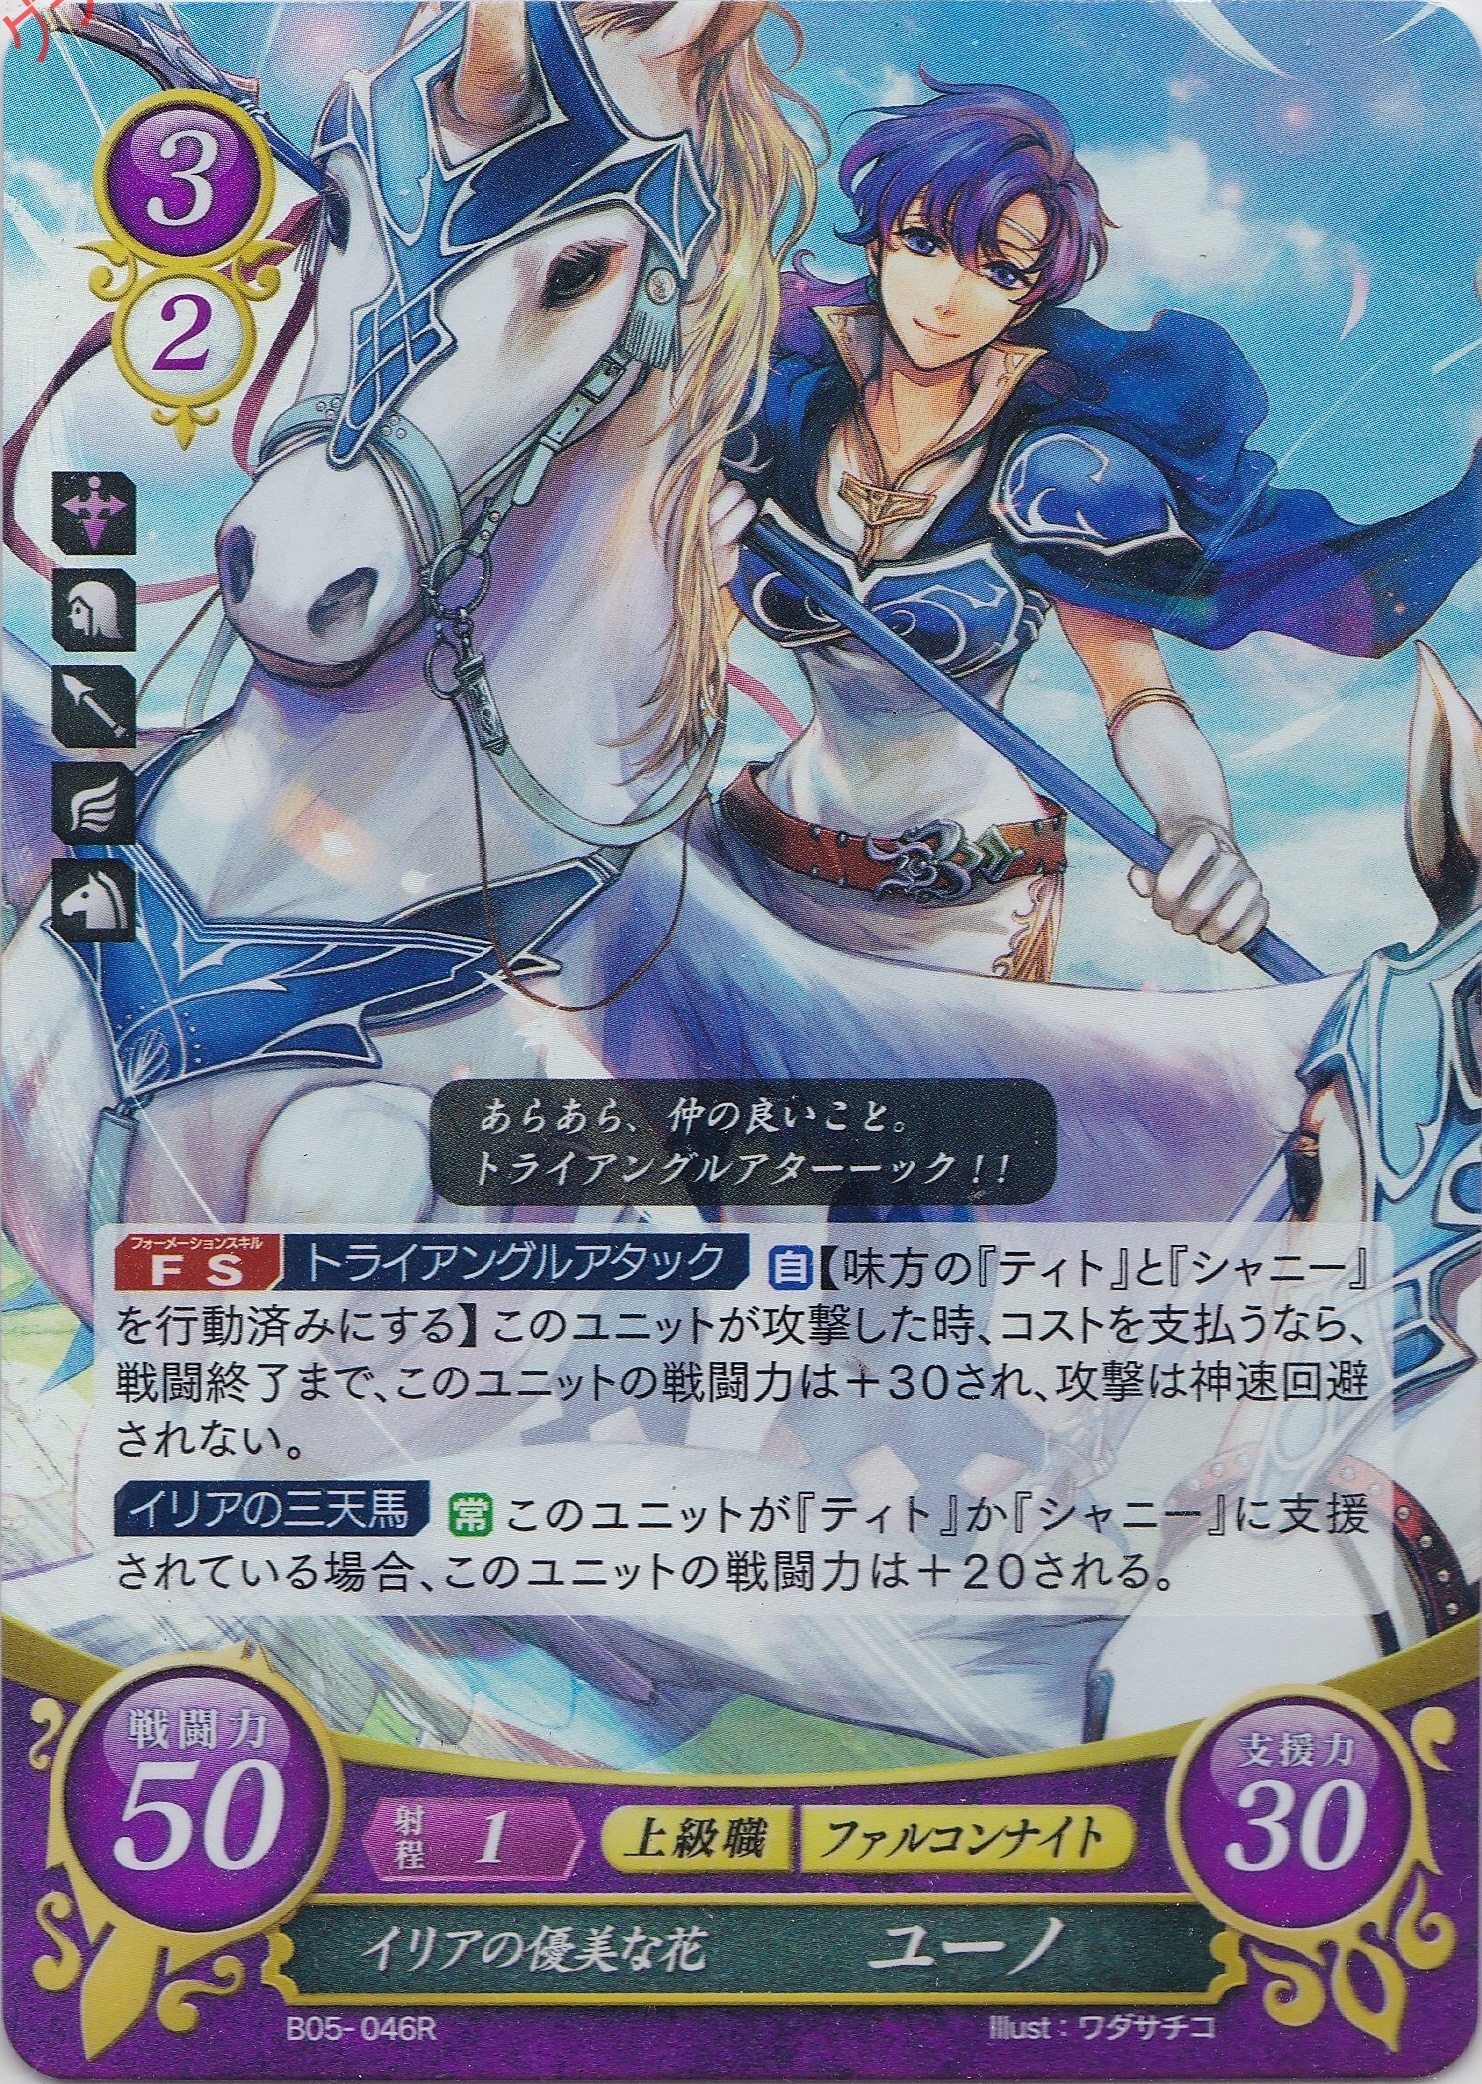 3
2
あらあら、仲の良いこと。
トライアングルアターーック！！
フォーメーションスキル
FS トライアングルアタック 自【味方の『ティト』と『シャニー』
を行動済みにする】このユニットが攻撃した時、コストを支払うなら、
戦闘終了まで、このユニットの戦闘力は＋30され、攻撃は神速回避
されない。
イリアの三天馬 常 このユニットが『ティト』か『シャニー』に支援
されている場合、このユニットの戦闘力は＋20される。
戦闘力
50
射程 1
上級職 ファルコンナイト
支援力
30
イリアの優美な花 ユーノ
B05-046R Illust：ワダサチコ